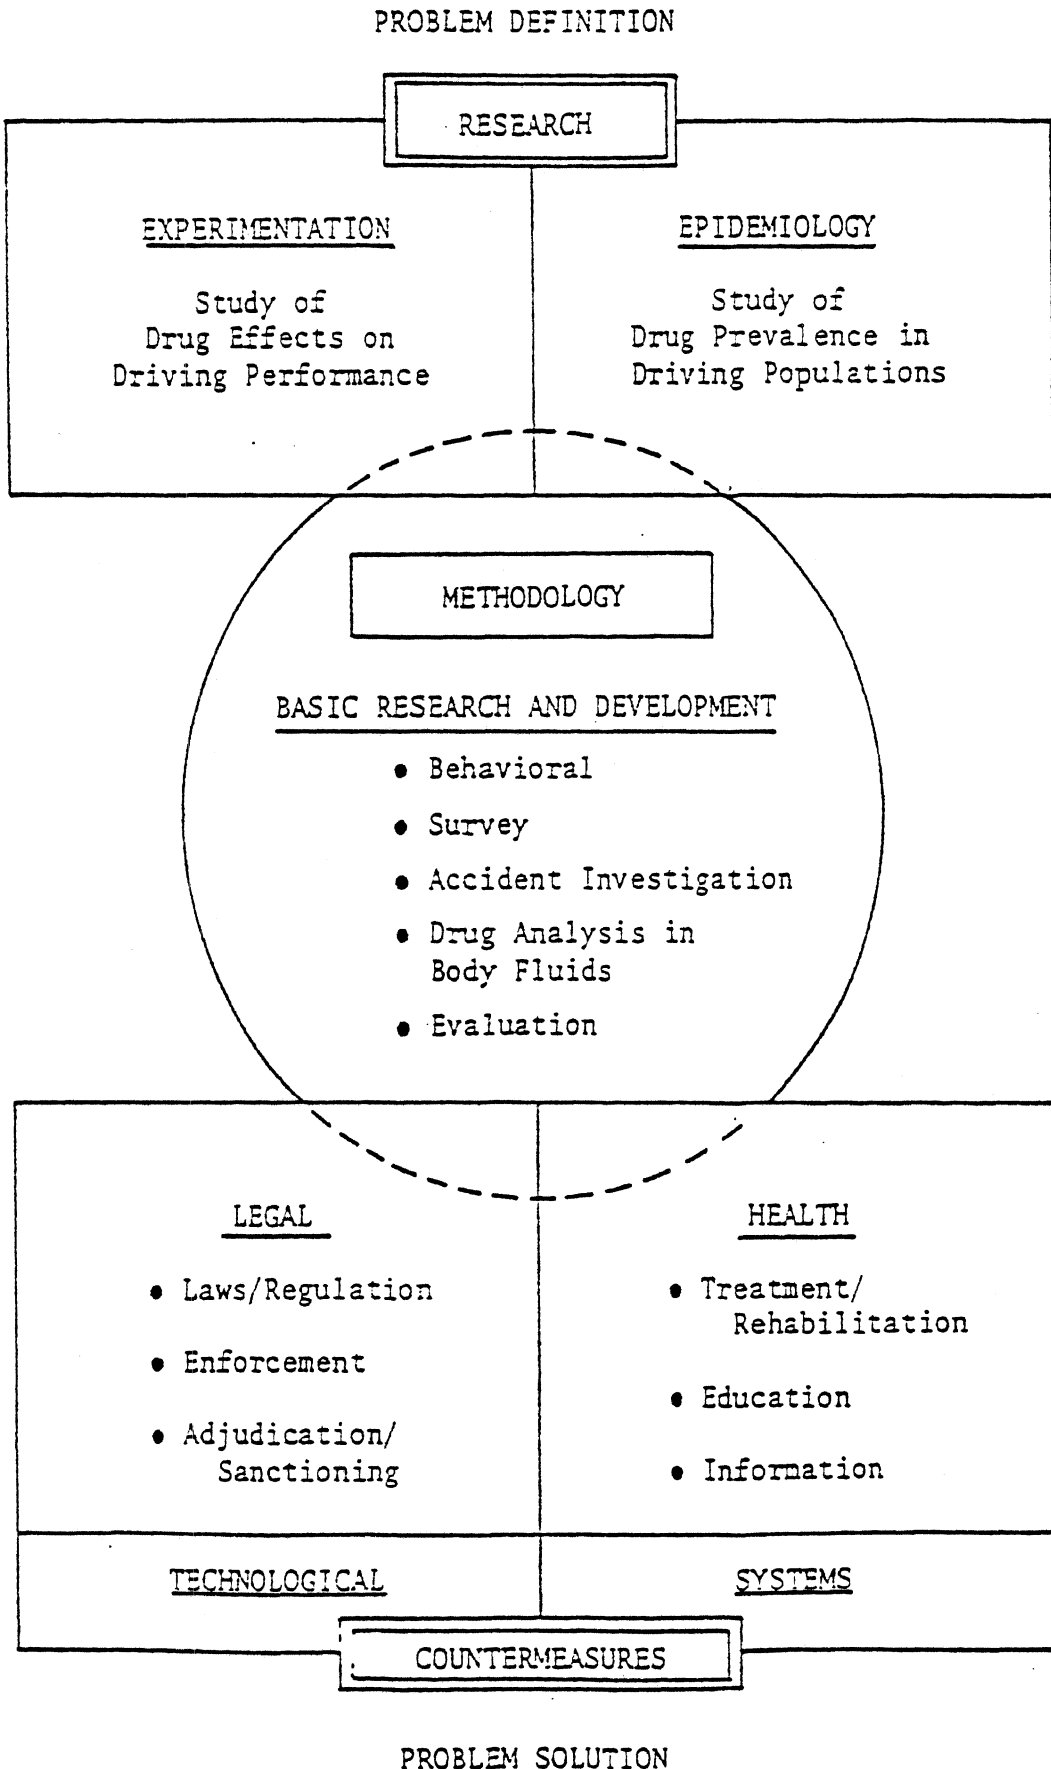 PROBLEM DEFINITION
RESEARCH
EXPERIMENTATION
Study of
Drug Effects on
Driving Performance
EPIDEMIOLOGY
Study of
Drug Prevalence in
Driving Populations
METHODOLOGY
BASIC RESEARCH AND DEVELOPMENT
• Behavioral
• Survey
• Accident Investigation
• Drug Analysis in
Body Fluids
• Evaluation
LEGAL
• Laws/Regulation
• Enforcement
• Adjudication/
Sanctioning
HEALTH
• Treatment/
Rehabilitation
• Education
• Information
TECHNOLOGICAL
SYSTEMS
COUNTERMEASURES
PROBLEM SOLUTION